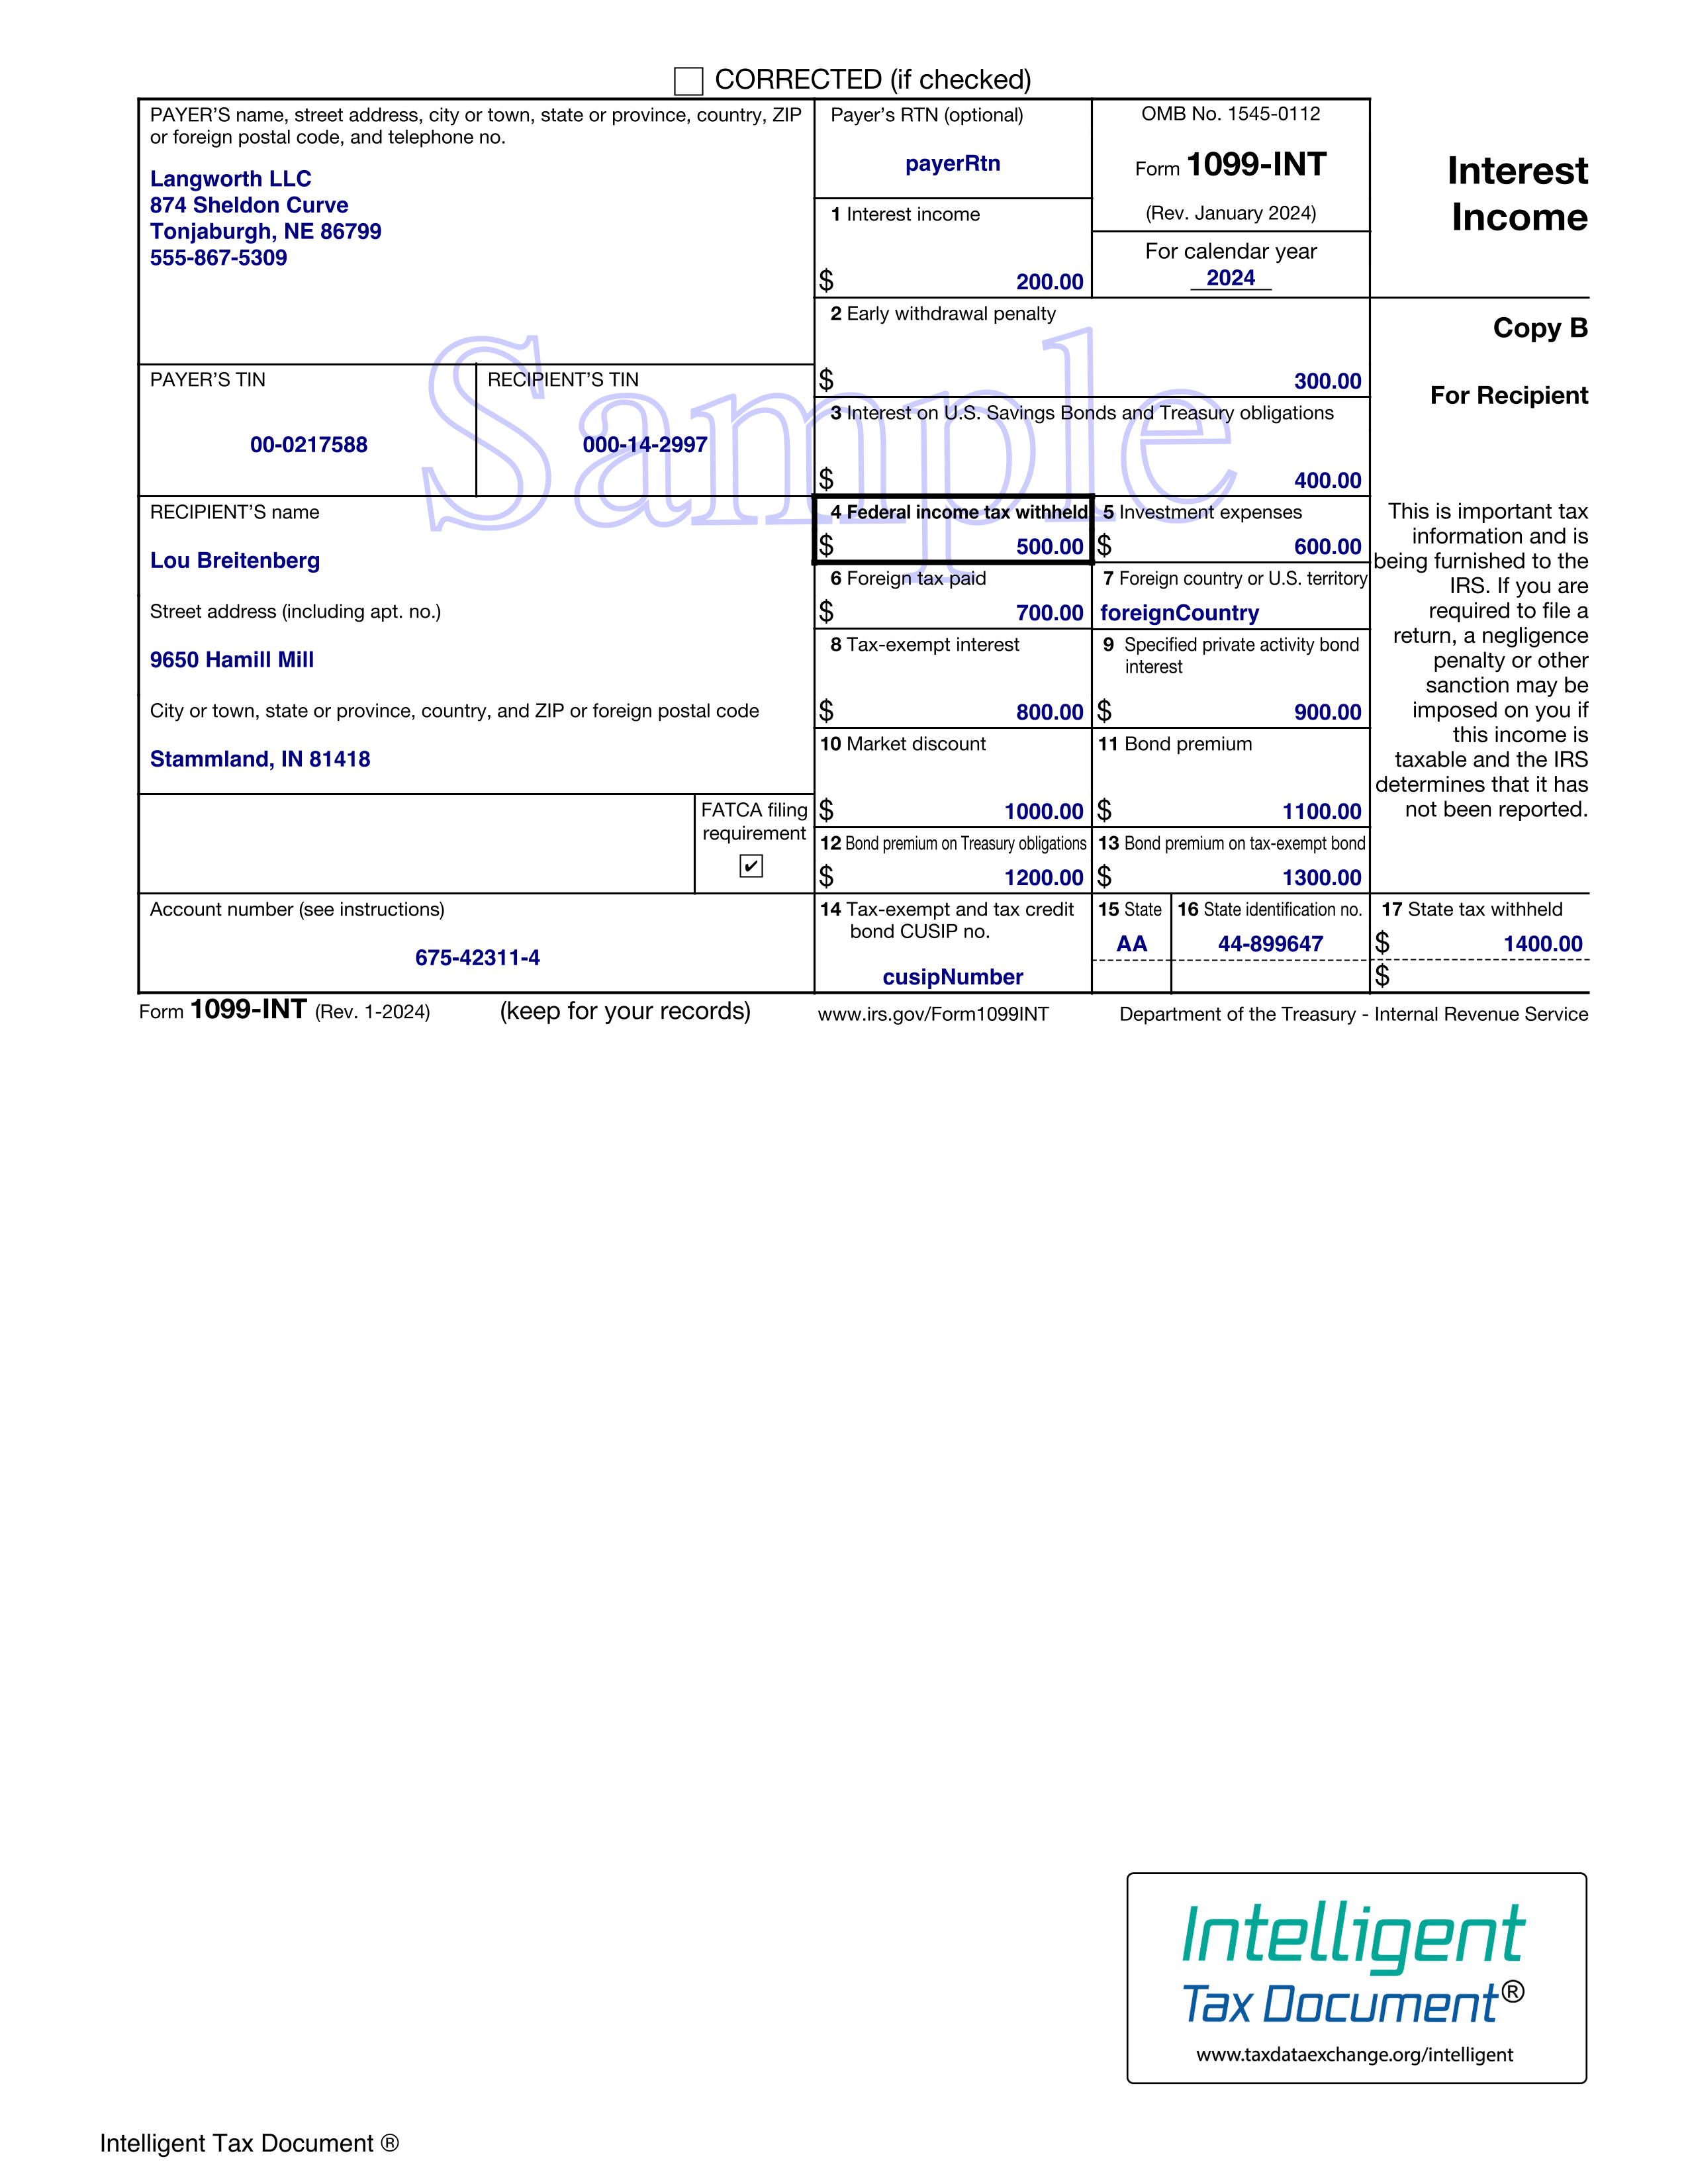 CORRECTED (if checked)
PAYER'S name, street address, city or town, state or province, country, ZIP
or foreign postal code, and telephone no.
Langworth LLC
874 Sheldon Curve
Tonjaburgh, NE 86799
555-867-5309
Payer's RTN (optional)
payerRtn
1 Interest income
$ 200.00
OMB No. 1545-0112
Form 1099-INT
(Rev. January 2024)
For calendar year
2024
Interest
Income
2 Early withdrawal penalty
$ 300.00
Copy B
For Recipient
PAYER'S TIN
00-0217588
RECIPIENT'S TIN
000-14-2997
3 Interest on U.S. Savings Bonds and Treasury obligations
$ 400.00
Sample
RECIPIENT'S name
Lou Breitenberg
Street address (including apt. no.)
9650 Hamill Mill
City or town, state or province, country, and ZIP or foreign postal code
Stammland, IN 81418
4 Federal income tax withheld
$ 500.00
5 Investment expenses
$ 600.00
6 Foreign tax paid
$ 700.00
7 Foreign country or U.S. territory
foreignCountry
8 Tax-exempt interest
$ 800.00
9 Specified private activity bond
interest
$ 900.00
10 Market discount
$ 1000.00
11 Bond premium
$ 1100.00
This is important tax
information and is
being furnished to the
IRS. If you are
required to file a
return, a negligence
penalty or other
sanction may be
imposed on you if
this income is
taxable and the IRS
determines that it has
not been reported.
FATCA filing
requirement
✔
12 Bond premium on Treasury obligations
$ 1200.00
13 Bond premium on tax-exempt bond
$ 1300.00
Account number (see instructions)
675-42311-4
14 Tax-exempt and tax credit
bond CUSIP no.
cusipNumber
15 State
AA
16 State identification no.
44-899647
17 State tax withheld
$ 1400.00
$
Form 1099-INT (Rev. 1-2024) (keep for your records) www.irs.gov/Form1099INT Department of the Treasury - Internal Revenue Service
Intelligent
Tax Document®
www.taxdataexchange.org/intelligent
Intelligent Tax Document ®